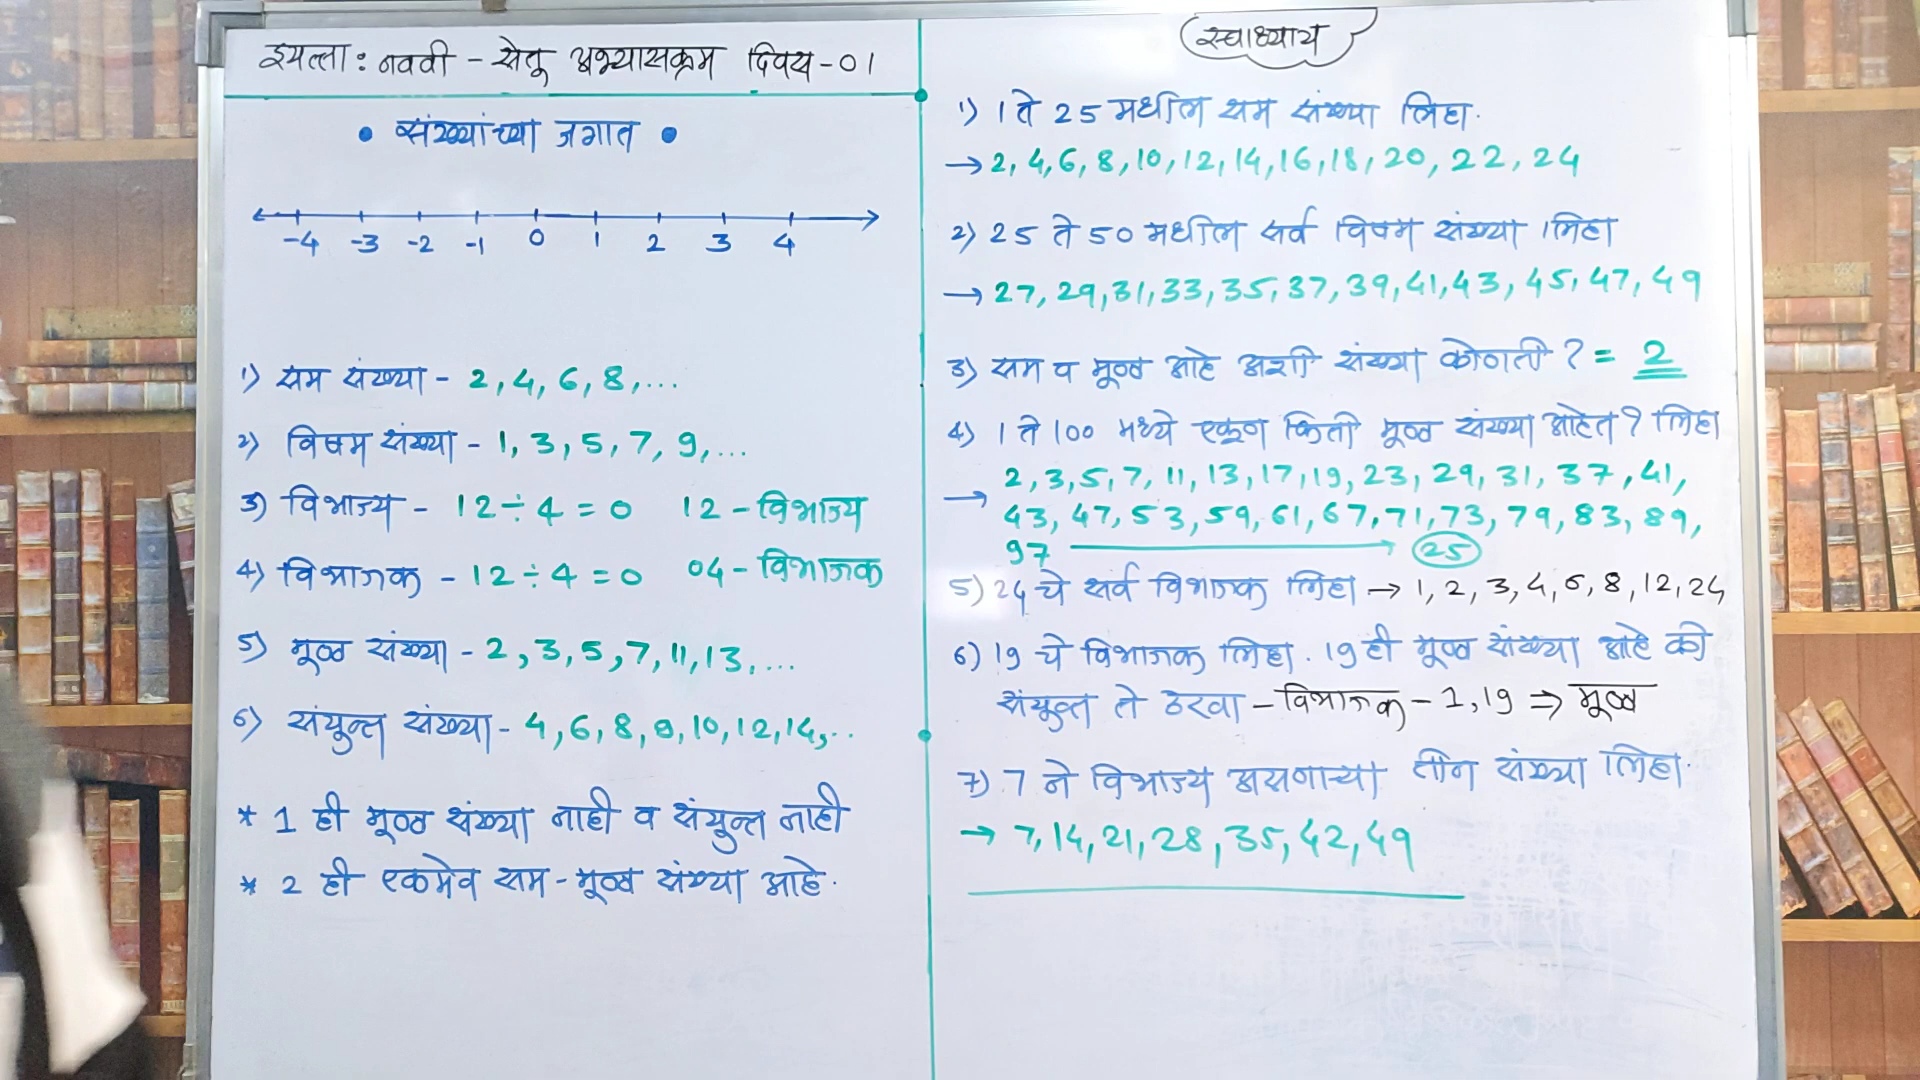 इयत्ता : नववी - सेतू अभ्यासक्रम दिवस - 01
• संख्यांच्या जगात •
-4 -3 -2 -1 0 1 2 3 4
1) सम संख्या - 2, 4, 6, 8, ...
2) विषम संख्या - 1, 3, 5, 7, 9, ...
3) विभाज्य - 12 ÷ 4 = 0 12 - विभाज्य
4) विभाजक - 12 ÷ 4 = 0 04 - विभाजक
5) मूळ संख्या - 2, 3, 5, 7, 11, 13, ...
6) संयुक्त संख्या - 4, 6, 8, 9, 10, 12, 14, ..
* 1 ही मूळ संख्या नाही व संयुक्त नाही
* 2 ही एकमेव सम - मूळ संख्या आहे.
स्वाध्याय
1) 1 ते 25 मधील सम संख्या लिहा.
→ 2, 4, 6, 8, 10, 12, 14, 16, 18, 20, 22, 24
2) 25 ते 50 मधील सर्व विषम संख्या लिहा
→ 27, 29, 31, 33, 35, 37, 39, 41, 43, 45, 47, 49
3) सम व मूळ आहे अशी संख्या कोणती ? = 2
4) 1 ते 100 मध्ये एकूण किती मूळ संख्या आहेत ? लिहा
→ 2, 3, 5, 7, 11, 13, 17, 19, 23, 29, 31, 37, 41,
43, 47, 53, 59, 61, 67, 71, 73, 79, 83, 89,
97 → 25
5) 24 चे सर्व विभाजक लिहा → 1, 2, 3, 4, 6, 8, 12, 24
6) 19 चे विभाजक लिहा. 19 ही मूळ संख्या आहे की
संयुक्त ते ठरवा - विभाजक - 1, 19 ⇒ मूळ
7) 7 ने विभाज्य असणाऱ्या तीन संख्या लिहा.
→ 7, 14, 21, 28, 35, 42, 49